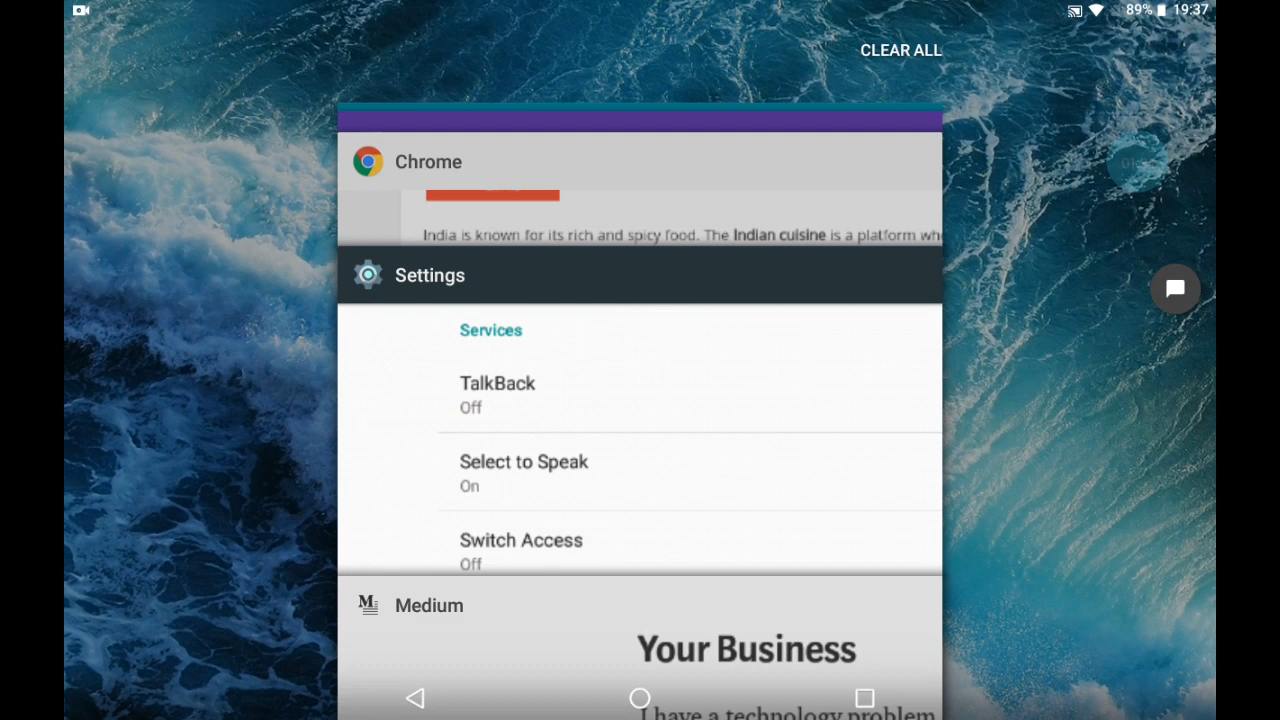 89% 19:37
CLEAR ALL
Chrome
India is known for its rich and spicy food. The Indian cuisine is a platform
Settings
Services
TalkBack
Off
Select to Speak
On
Switch Access
Off
M
Medium
Your Business
I have a technology problem